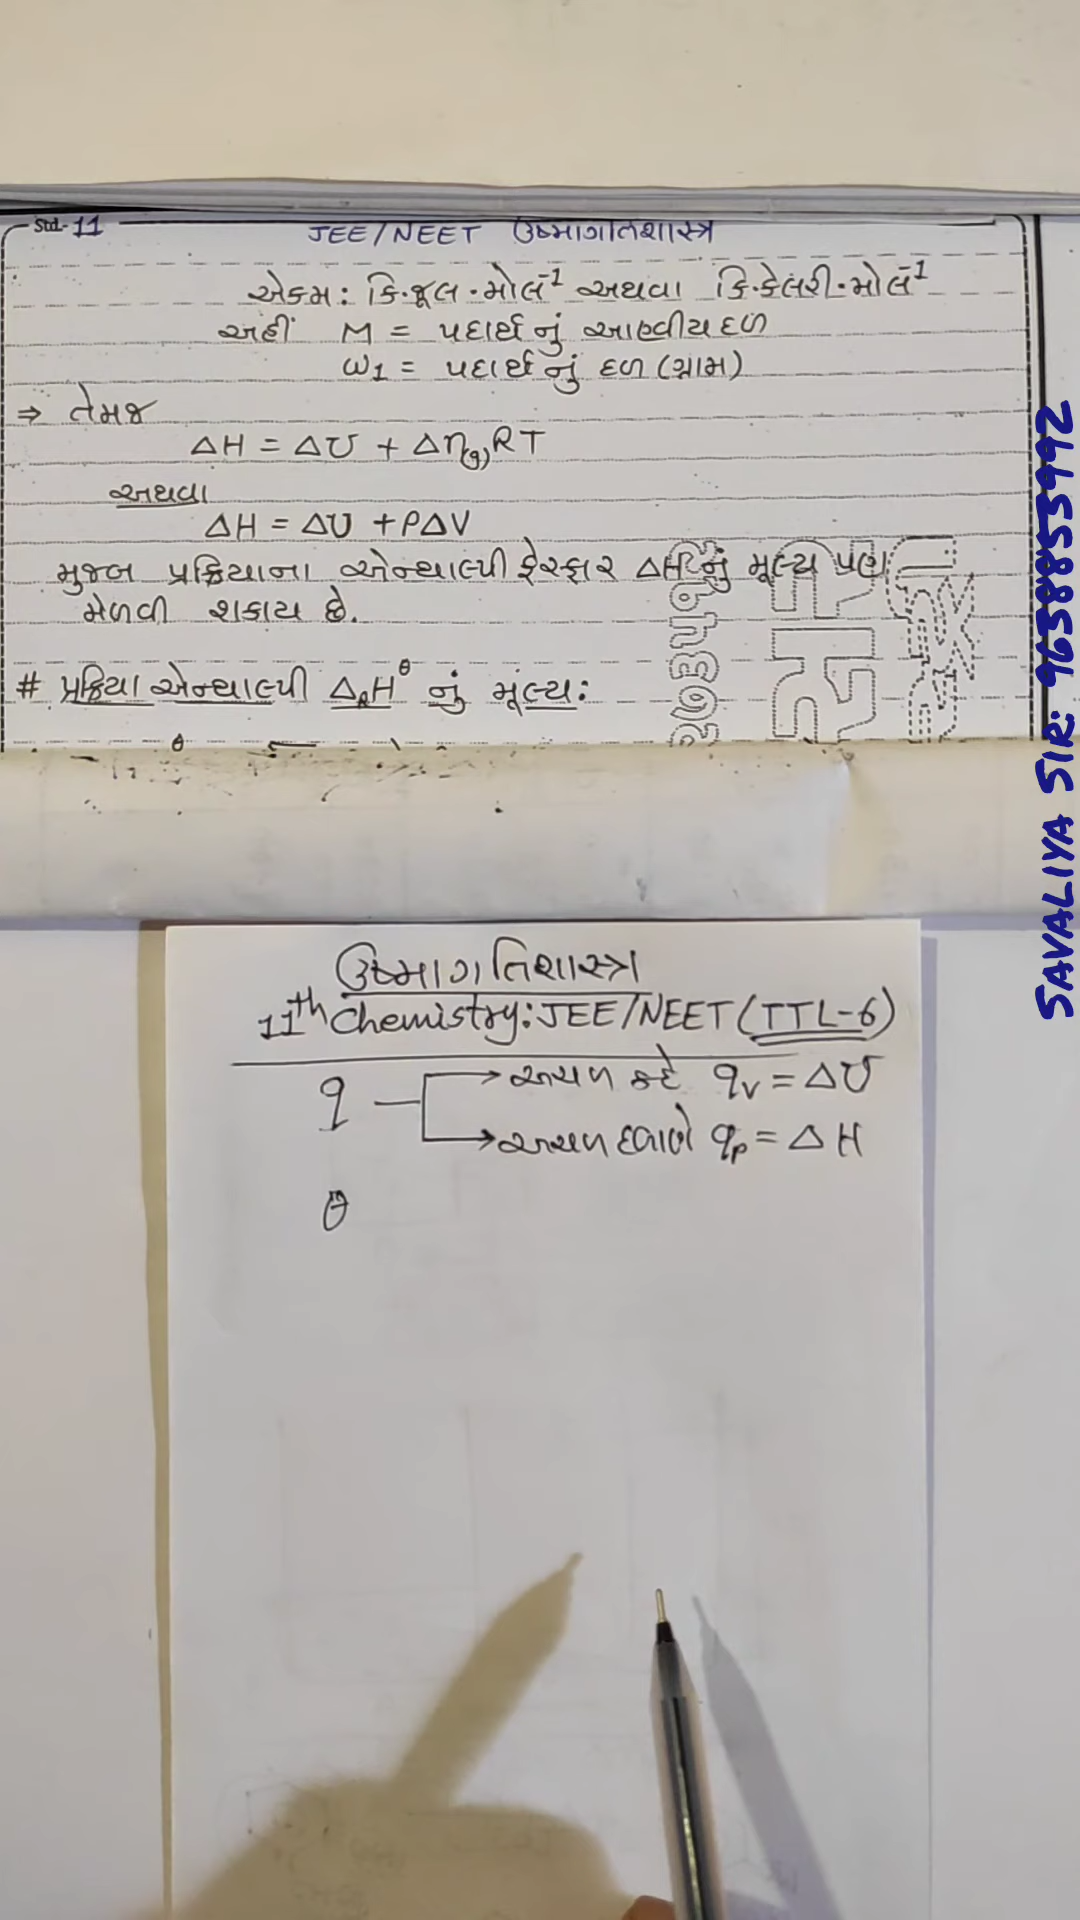 Std-11
JEE/NEET ઉષ્માગતિશાસ્ત્ર
એકમ: કિ.જૂલ.મોલ⁻¹ અથવા કિ.કેલરી.મોલ⁻¹
અહીં M = પદાર્થનું આણ્વીય દળ
W1 = પદાર્થનું દળ (ગ્રામ)
⇒ તેમજ
ΔH = ΔU + Δn(g)RT
અથવા
ΔH = ΔU + PΔV
મુજબ પ્રક્રિયાના એન્થાલ્પી ફેરફાર ΔH નું મૂલ્ય પણ
મેળવી શકાય છે.
# પ્રક્રિયા એન્થાલ્પી ΔrH^θ નું મૂલ્ય:
ઉષ્માગતિશાસ્ત્ર
11th Chemistry: JEE/NEET (TTL-6)
q → અચળ કદે qv = ΔU
→ અચળ દબાણે qp = ΔH
θ
SAVALIYA SIR: 9638853992